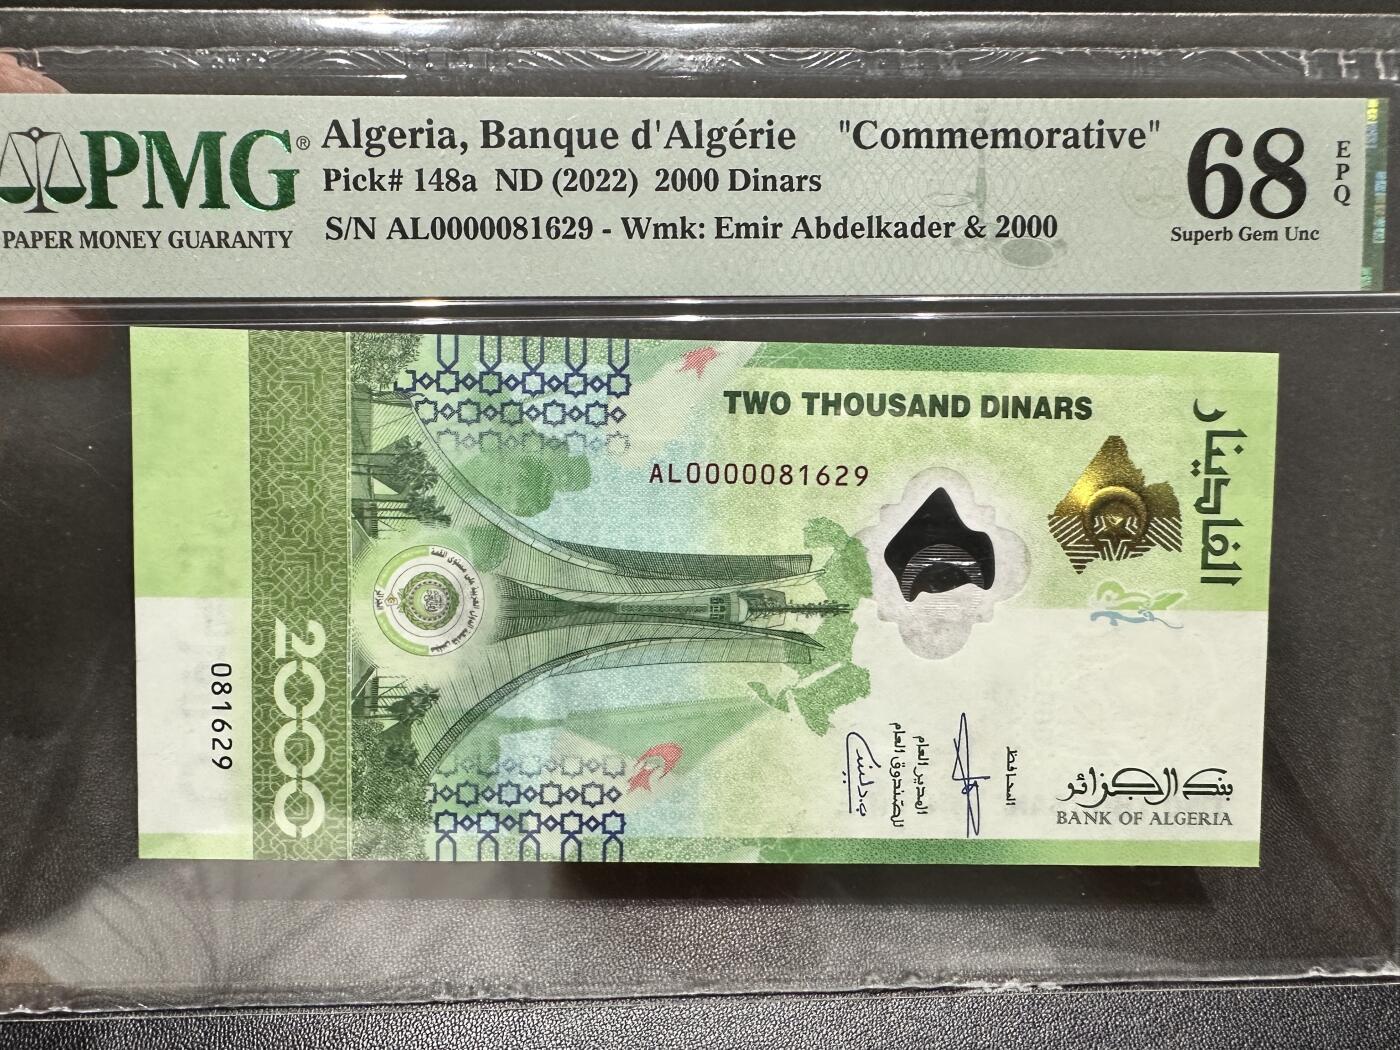 PMG®
PAPER MONEY GUARANTY
Algeria, Banque d'Algérie "Commemorative"
Pick# 148a ND (2022) 2000 Dinars
S/N AL0000081629 - Wmk: Emir Abdelkader & 2000
68
EPQ
Superb Gem Unc
TWO THOUSAND DINARS
AL0000081629
ألفا دينار
المحافظ
المدير العام
للصندوق العام
بنك الجزائر
BANK OF ALGERIA
2000
081629